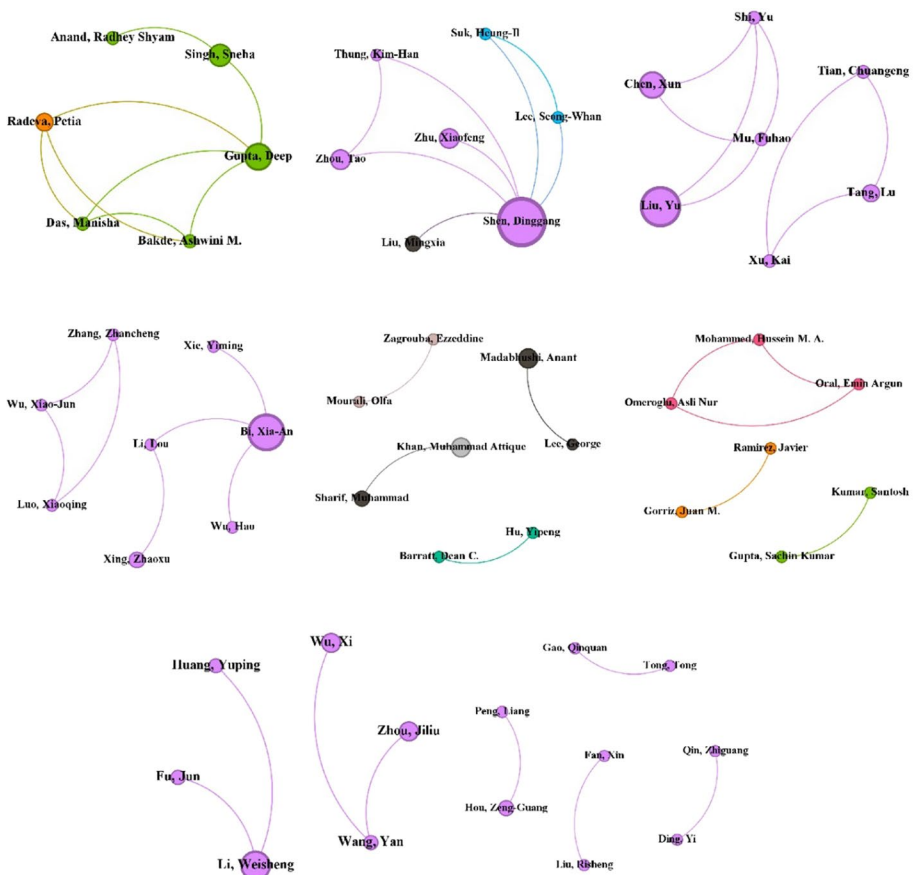 Anand, Radhey Shyam
Singh, Sneha
Radeva, Petia
Gupta, Deep
Das, Manisha
Bakde, Ashwini M.
Suk, Heung-Il
Thung, Kim-Han
Lee, Seong-Whan
Zhu, Xiaofeng
Zhou, Tao
Shen, Dinggang
Liu, Mingxia
Shi, Yu
Tian, Chuangeng
Chen, Xun
Mu, Fuhao
Tang, Lu
Liu, Yu
Xu, Kai
Zhang, Zhancheng
Xie, Yiming
Wu, Xiao-Jun
Bi, Xia-An
Li, Lou
Luo, Xiaoqing
Wu, Hao
Xing, Zhaoxu
Zagrouba, Ezzeddine
Madabhushi, Anant
Mourali, Olfa
Khan, Muhammad Attique
Lee, George
Sharif, Muhammad
Hu, Yipeng
Barratt, Dean C.
Mohammed, Hussein M. A.
Oral, Emin Argun
Omeroglu, Asli Nur
Ramirez, Javier
Kumar, Santosh
Gorriz, Juan M.
Gupta, Sachin Kumar
Huang, Yuping
Fu, Jun
Li, Weisheng
Wu, Xi
Zhou, Jiliu
Wang, Yan
Gao, Qinquan
Tong, Tong
Peng, Liang
Hou, Zeng-Guang
Fan, Xin
Liu, Risheng
Qin, Zhiguang
Ding, Yi